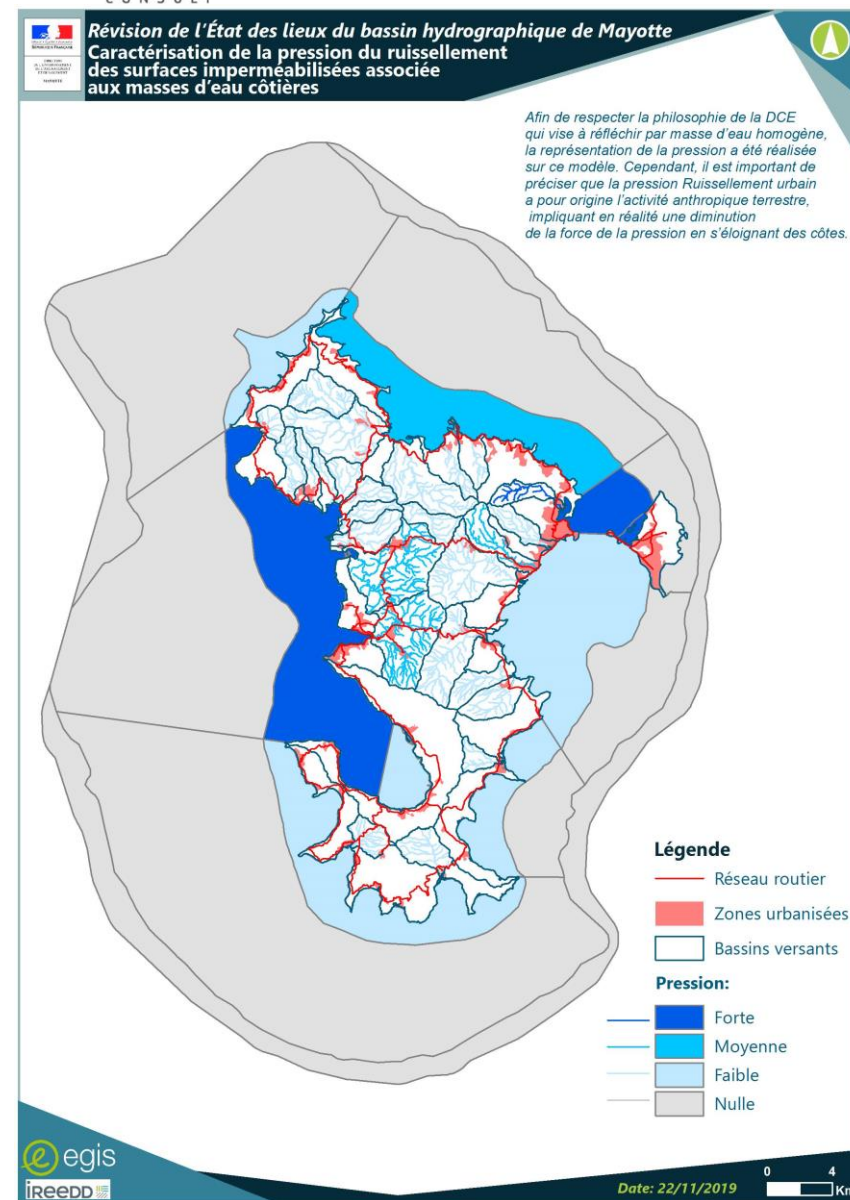 CONSULT
Révision de l'État des lieux du bassin hydrographique de Mayotte
Caractérisation de la pression du ruissellement
des surfaces imperméabilisées associée
aux masses d'eau côtières
Afin de respecter la philosophie de la DCE
qui vise à réfléchir par masse d'eau homogène,
la représentation de la pression a été réalisée
sur ce modèle. Cependant, il est important de
préciser que la pression Ruissellement urbain
a pour origine l'activité anthropique terrestre,
impliquant en réalité une diminution
de la force de la pression en s'éloignant des côtes.
Légende
Réseau routier
Zones urbanisées
Bassins versants
Pression:
Forte
Moyenne
Faible
Nulle
egis
iReeDD
Date: 22/11/2019
0 4
Km